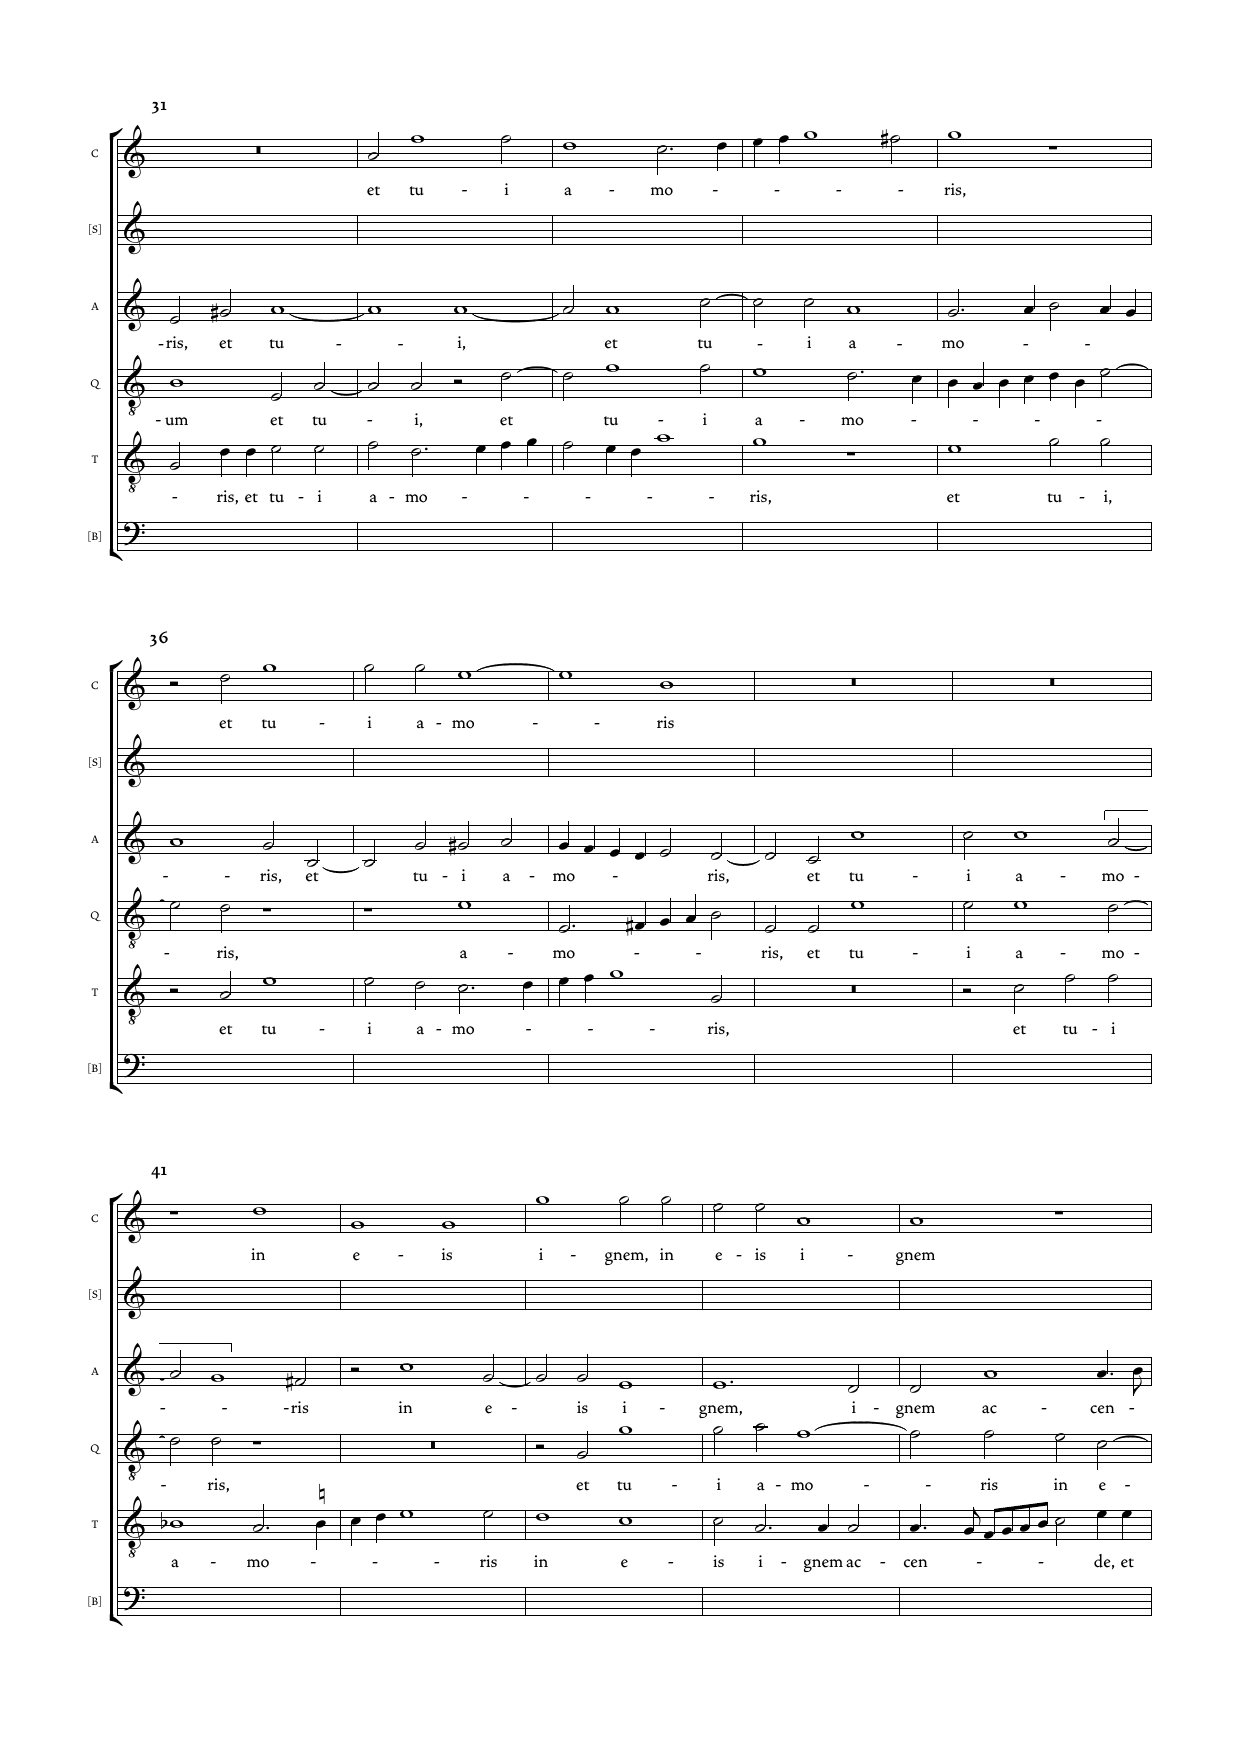 31
C
et tu - i a - mo - - - - ris,
[S]
A
-ris, et tu - - i, et tu - i a - mo - -
Q
-um et tu - i, et tu - i a - mo - - - -
T
- ris, et tu - i a - mo - - - - - ris, et tu - i,
[B]
36
C
et tu - i a - mo - - ris
[S]
A
- - ris, et tu - i a - mo - ris, et tu - i a - mo -
Q
- ris, a - mo - - ris, et tu - i a - mo -
T
et tu - i a - mo - - - ris, et tu - i
[B]
41
C
in e - is i - gnem, in e - is i - gnem
[S]
A
- - -ris in e - is i - gnem, i - gnem ac - cen -
Q
- ris, et tu - i a - mo - - ris in e -
T
a - mo - - - ris in e - is i - gnem ac - cen - - - de, et
[B]